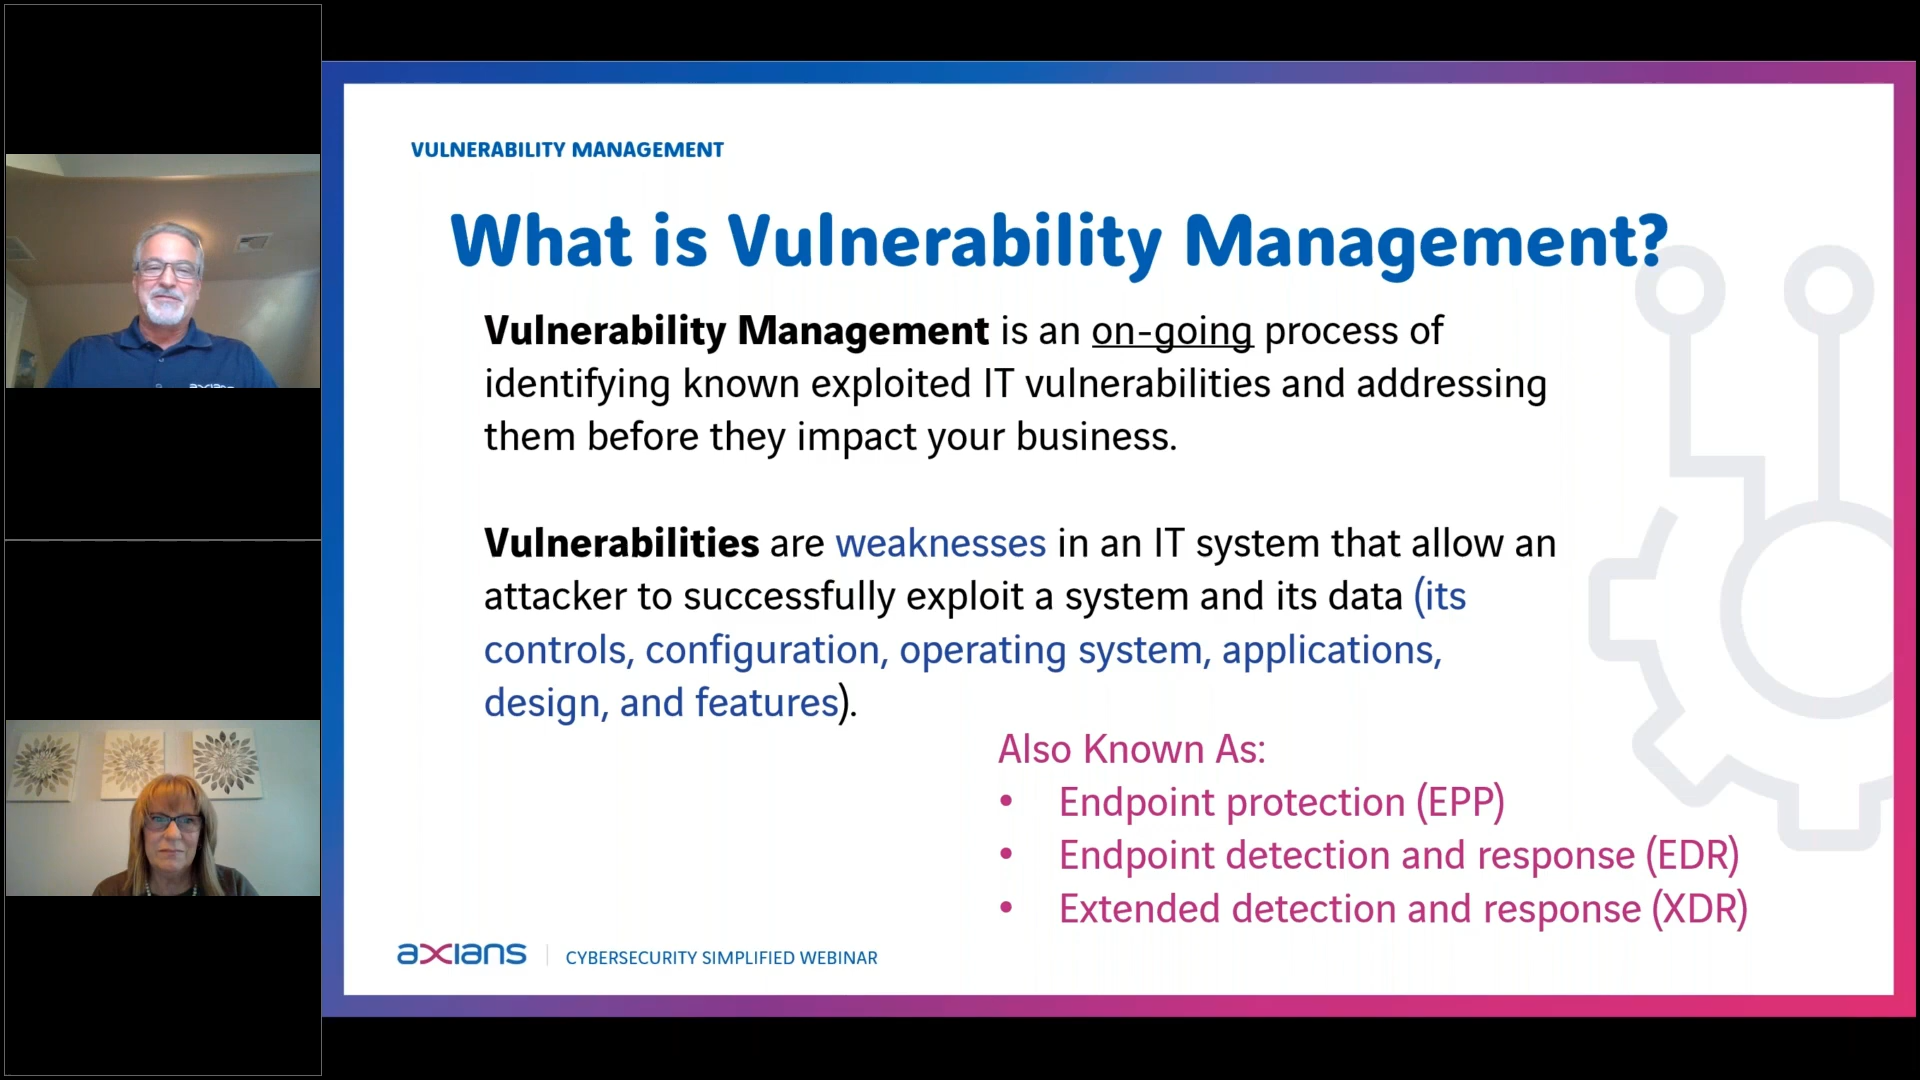 VULNERABILITY MANAGEMENT
What is Vulnerability Management?
Vulnerability Management is an on-going process of
identifying known exploited IT vulnerabilities and addressing
them before they impact your business.
Vulnerabilities are weaknesses in an IT system that allow an
attacker to successfully exploit a system and its data (its
controls, configuration, operating system, applications,
design, and features).
Also Known As:
• Endpoint protection (EPP)
• Endpoint detection and response (EDR)
• Extended detection and response (XDR)
axians
CYBERSECURITY SIMPLIFIED WEBINAR
axians